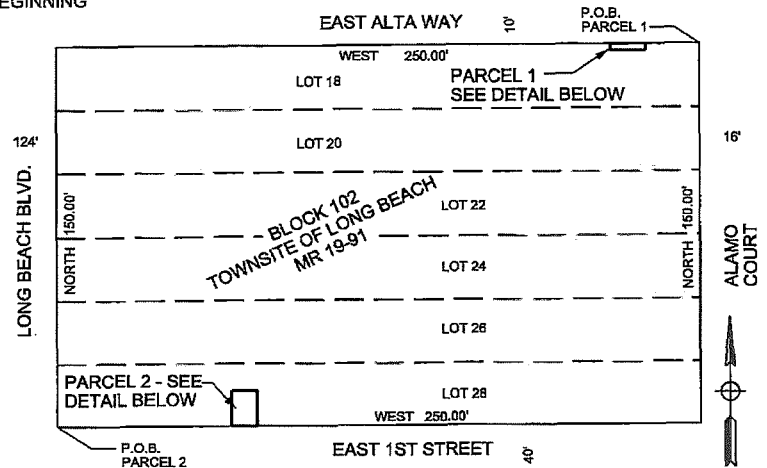 EGINNING
EAST ALTA WAY
10'
P.O.B.
PARCEL 1
WEST 250.00'
LOT 18
PARCEL 1
SEE DETAIL BELOW
124'
LOT 20
16'
LONG BEACH BLVD.
NORTH 150.00'
BLOCK 102
TOWNSITE OF LONG BEACH
MR 19-91
LOT 22
LOT 24
NORTH 150.00'
ALAMO
COURT
LOT 26
PARCEL 2 - SEE
DETAIL BELOW
LOT 28
WEST 250.00'
P.O.B.
PARCEL 2
EAST 1ST STREET
40'